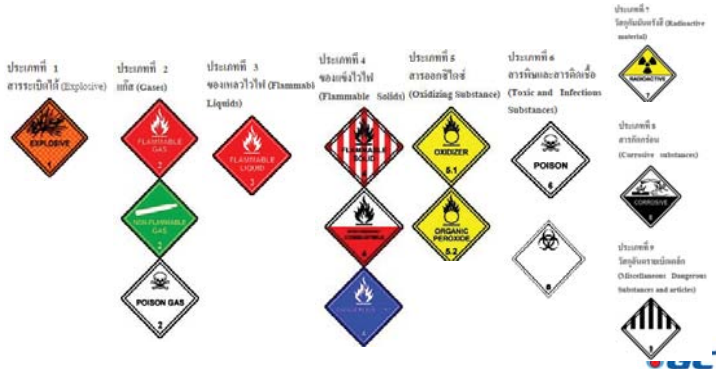 ประเภทที่ 1
สารระเบิดได้ (Explosive)
EXPLOSIVE
1
ประเภทที่ 2
แก๊ส (Gases)
FLAMMABLE
GAS
2
NON-FLAMMABLE
GAS
2
POISON GAS
2
ประเภทที่ 3
ของเหลวไวไฟ (Flammabl
Liquids)
FLAMMABLE
LIQUID
3
ประเภทที่ 4
ของแข็งไวไฟ
(Flammable Solids)
FLAMMABLE
SOLID
4
4
ประเภทที่ 5
สารออกซิไดซ์
(Oxidizing Substance)
OXIDIZER
5.1
ORGANIC
PEROXIDE
5.2
ประเภทที่ 6
สารพิษและสารติดเชื้อ
(Toxic and Infectious
Substances)
POISON
6
6
ประเภทที่ 7
วัสดุกัมมันตรังสี (Radioactive
material)
RADIOACTIVE
7
ประเภทที่ 8
สารกัดกร่อน
(Corrosive substances)
CORROSIVE
8
ประเภทที่ 9
วัสดุอันตรายเบ็ดเตล็ด
(Miscellaneous Dangerous
Substances and articles)
9
GC